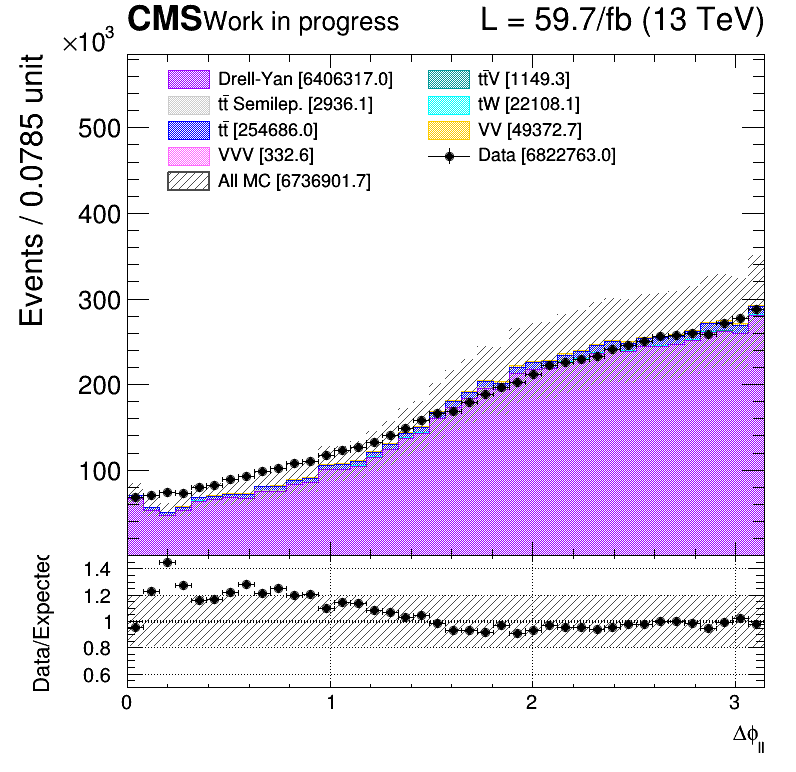 CMS Work in progress L = 59.7/fb (13 TeV)
×10³
Events / 0.0785 unit
500
400
300
200
100
Drell-Yan [6406317.0]
tt̄ Semilep. [2936.1]
tt̄ [254686.0]
VVV [332.6]
All MC [6736901.7]
tt̄V [1149.3]
tW [22108.1]
VV [49372.7]
Data [6822763.0]
Data/Expected
1.4
1.2
1
0.8
0.6
0 1 2 3
Δϕ_ll